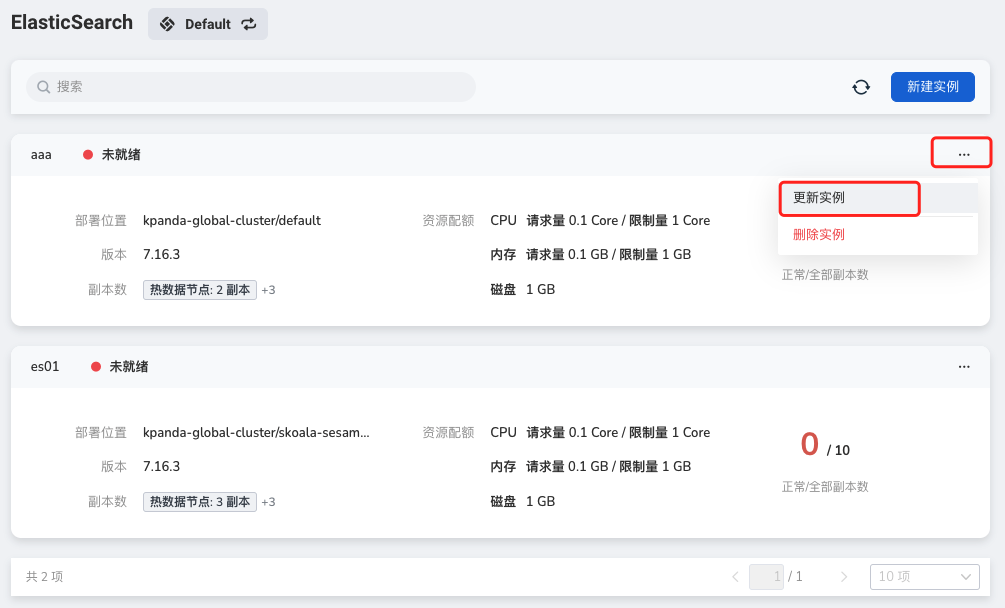 ElasticSearch
Default
搜索
新建实例
aaa 未就绪 ...
更新实例
删除实例
部署位置 kpanda-global-cluster/default 资源配额 CPU 请求量 0.1 Core / 限制量 1 Core
版本 7.16.3 内存 请求量 0.1 GB / 限制量 1 GB
正常/全部副本数
副本数 热数据节点: 2 副本 +3 磁盘 1 GB
es01 未就绪 ...
部署位置 kpanda-global-cluster/skoala-sesam... 资源配额 CPU 请求量 0.1 Core / 限制量 1 Core
0 / 10
版本 7.16.3 内存 请求量 0.1 GB / 限制量 1 GB
正常/全部副本数
副本数 热数据节点: 3 副本 +3 磁盘 1 GB
共 2 项 1 / 1 10 项